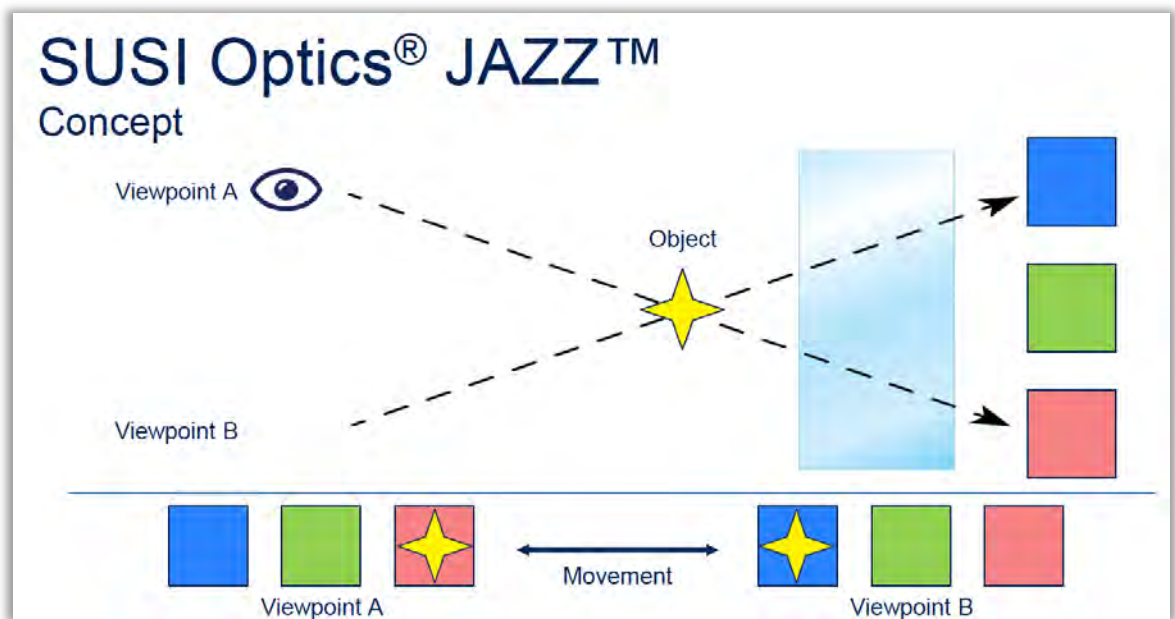 SUSI Optics® JAZZ™
Concept
Viewpoint A
Object
Viewpoint B
Movement
Viewpoint A
Viewpoint B